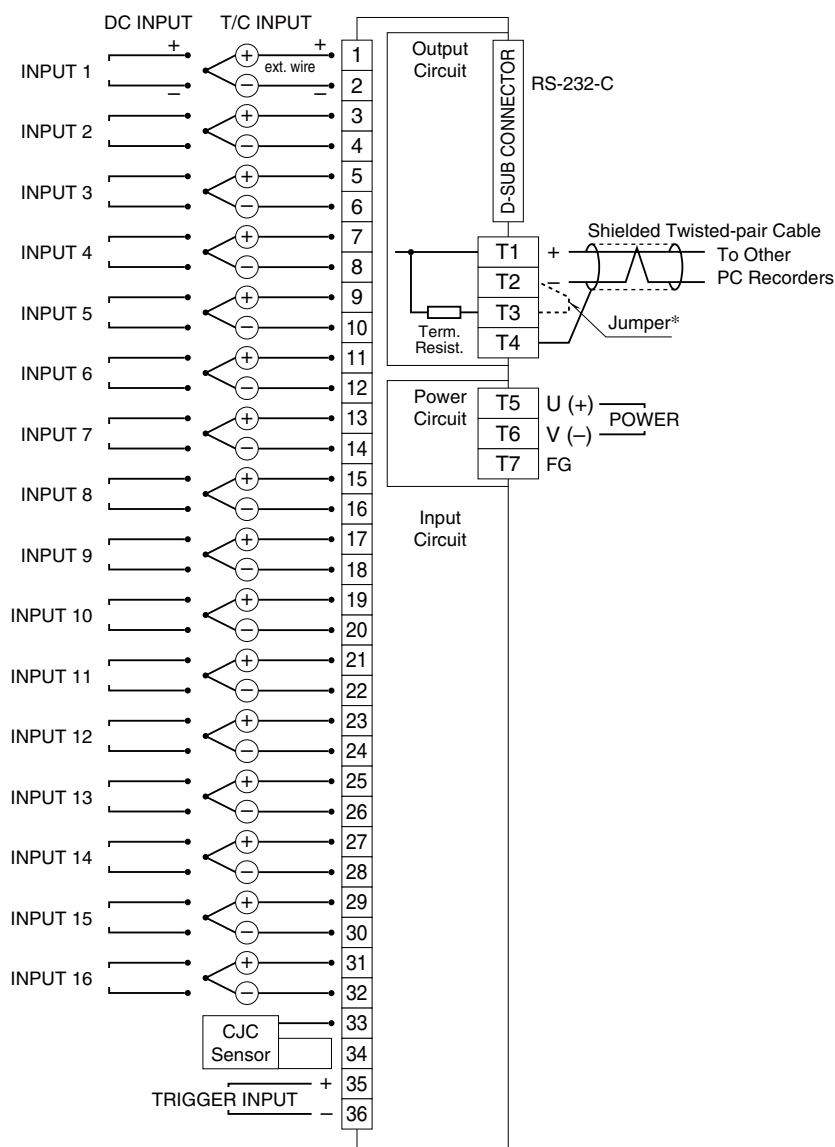 DC INPUT T/C INPUT
INPUT 1 + – + – ext. wire + – 1 2
INPUT 2 + – 3 4
INPUT 3 + – 5 6
INPUT 4 + – 7 8
INPUT 5 + – 9 10
INPUT 6 + – 11 12
INPUT 7 + – 13 14
INPUT 8 + – 15 16
INPUT 9 + – 17 18
INPUT 10 + – 19 20
INPUT 11 + – 21 22
INPUT 12 + – 23 24
INPUT 13 + – 25 26
INPUT 14 + – 27 28
INPUT 15 + – 29 30
INPUT 16 + – 31 32
CJC
Sensor
33
34
TRIGGER INPUT + – 35 36
Output
Circuit
D-SUB CONNECTOR
RS-232-C
Shielded Twisted-pair Cable
To Other
PC Recorders
T1 +
T2 –
T3
T4
Term.
Resist.
Jumper*
Power
Circuit
T5 U (+)
T6 V (–)
POWER
T7 FG
Input
Circuit